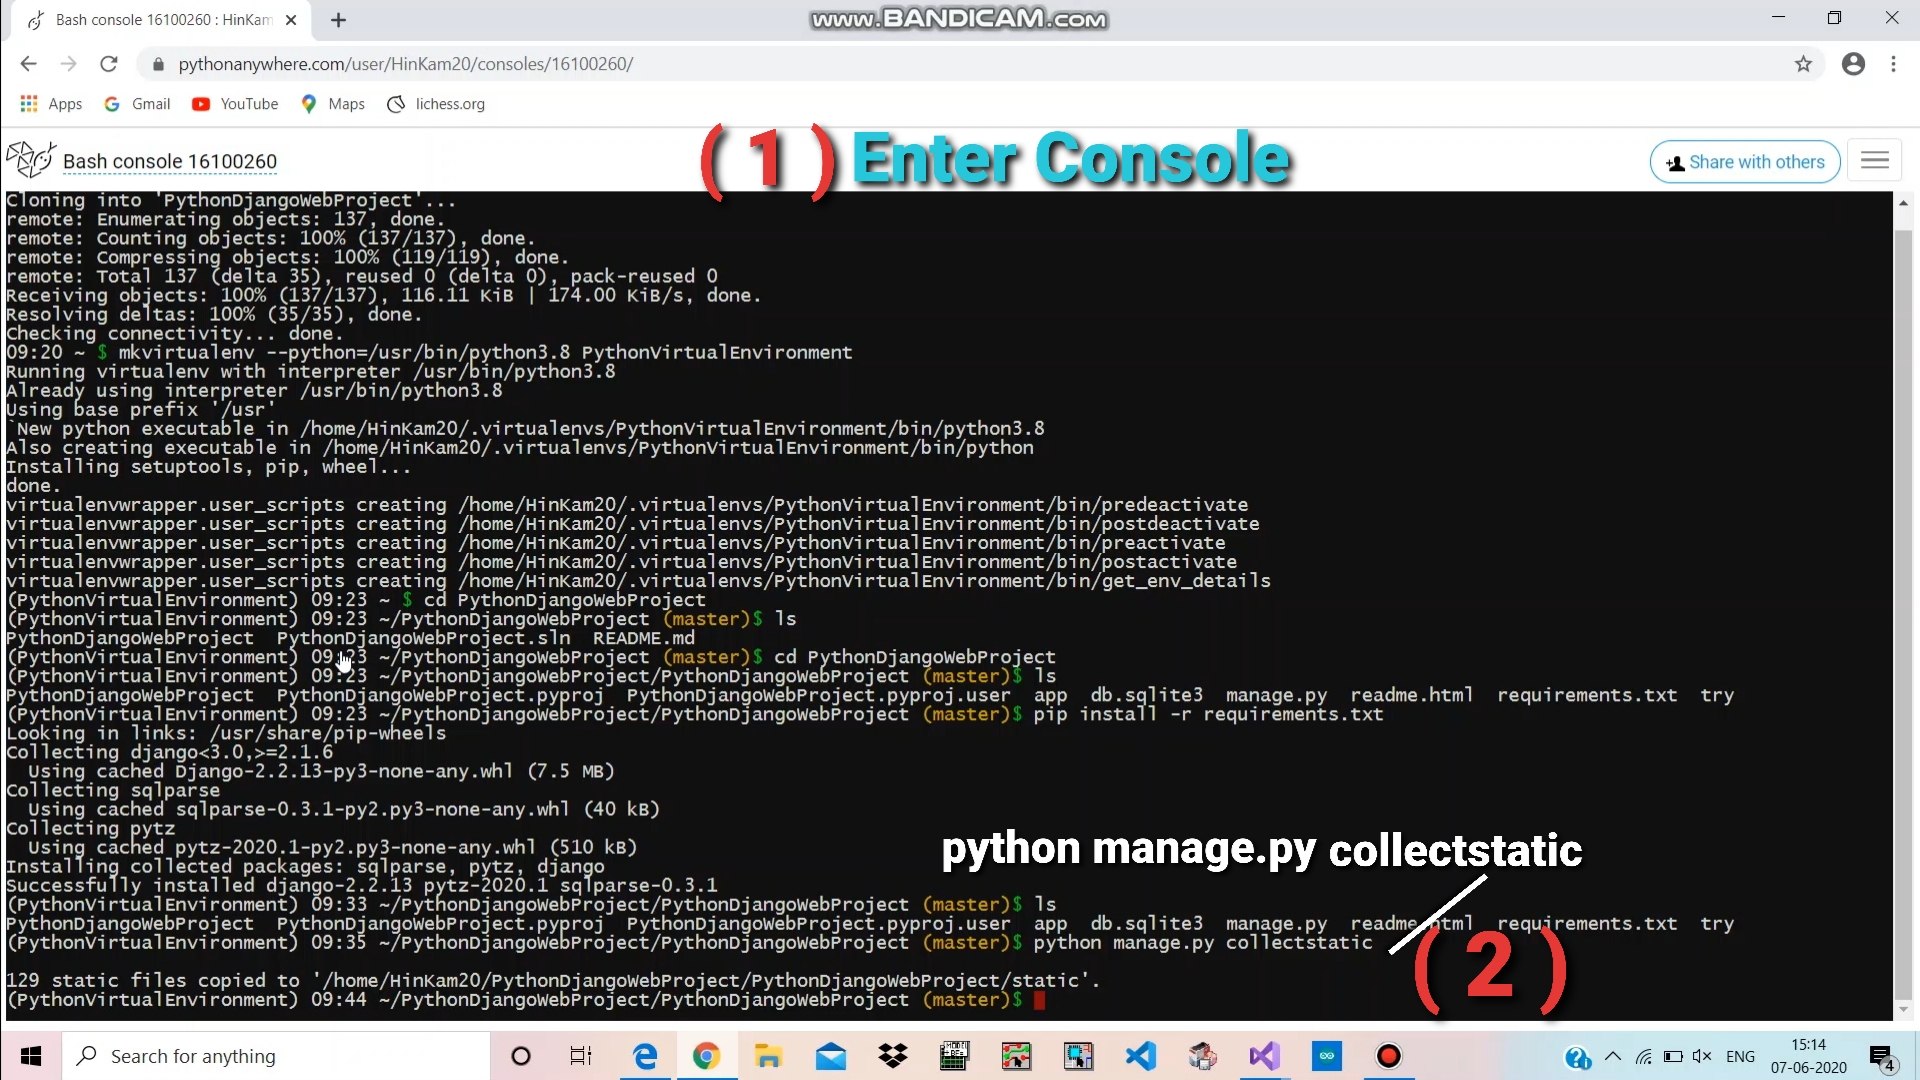 Bash console 16100260 : HinKam
www.BANDICAM.com
pythonanywhere.com/user/HinKam20/consoles/16100260/
Apps Gmail YouTube Maps lichess.org
Bash console 16100260
( 1 ) Enter Console
Share with others
Cloning into 'PythonDjangoWebProject'...
remote: Enumerating objects: 137, done.
remote: Counting objects: 100% (137/137), done.
remote: Compressing objects: 100% (119/119), done.
remote: Total 137 (delta 35), reused 0 (delta 0), pack-reused 0
Receiving objects: 100% (137/137), 116.11 KiB | 174.00 KiB/s, done.
Resolving deltas: 100% (35/35), done.
Checking connectivity... done.
09:20 ~ $ mkvirtualenv --python=/usr/bin/python3.8 PythonVirtualEnvironment
Running virtualenv with interpreter /usr/bin/python3.8
Already using interpreter /usr/bin/python3.8
Using base prefix '/usr'
`New python executable in /home/HinKam20/.virtualenvs/PythonVirtualEnvironment/bin/python3.8
Also creating executable in /home/HinKam20/.virtualenvs/PythonVirtualEnvironment/bin/python
Installing setuptools, pip, wheel...
done.
virtualenvwrapper.user_scripts creating /home/HinKam20/.virtualenvs/PythonVirtualEnvironment/bin/predeactivate
virtualenvwrapper.user_scripts creating /home/HinKam20/.virtualenvs/PythonVirtualEnvironment/bin/postdeactivate
virtualenvwrapper.user_scripts creating /home/HinKam20/.virtualenvs/PythonVirtualEnvironment/bin/preactivate
virtualenvwrapper.user_scripts creating /home/HinKam20/.virtualenvs/PythonVirtualEnvironment/bin/postactivate
virtualenvwrapper.user_scripts creating /home/HinKam20/.virtualenvs/PythonVirtualEnvironment/bin/get_env_details
(PythonVirtualEnvironment) 09:23 ~ $ cd PythonDjangoWebProject
(PythonVirtualEnvironment) 09:23 ~/PythonDjangoWebProject (master)$ ls
PythonDjangoWebProject PythonDjangoWebProject.sln README.md
(PythonVirtualEnvironment) 09:23 ~/PythonDjangoWebProject (master)$ cd PythonDjangoWebProject
(PythonVirtualEnvironment) 09:23 ~/PythonDjangoWebProject/PythonDjangoWebProject (master)$ ls
PythonDjangoWebProject PythonDjangoWebProject.pyproj PythonDjangoWebProject.pyproj.user app db.sqlite3 manage.py readme.html requirements.txt try
(PythonVirtualEnvironment) 09:23 ~/PythonDjangoWebProject/PythonDjangoWebProject (master)$ pip install -r requirements.txt
Looking in links: /usr/share/pip-wheels
Collecting django<3.0,>=2.1.6
Using cached Django-2.2.13-py3-none-any.whl (7.5 MB)
Collecting sqlparse
Using cached sqlparse-0.3.1-py2.py3-none-any.whl (40 kB)
Collecting pytz
Using cached pytz-2020.1-py2.py3-none-any.whl (510 kB)
Installing collected packages: sqlparse, pytz, django
Successfully installed django-2.2.13 pytz-2020.1 sqlparse-0.3.1
python manage.py collectstatic
(PythonVirtualEnvironment) 09:33 ~/PythonDjangoWebProject/PythonDjangoWebProject (master)$ ls
PythonDjangoWebProject PythonDjangoWebProject.pyproj PythonDjangoWebProject.pyproj.user app db.sqlite3 manage.py readme.html requirements.txt try
(PythonVirtualEnvironment) 09:35 ~/PythonDjangoWebProject/PythonDjangoWebProject (master)$ python manage.py collectstatic
( 2 )
129 static files copied to '/home/HinKam20/PythonDjangoWebProject/PythonDjangoWebProject/static'.
(PythonVirtualEnvironment) 09:44 ~/PythonDjangoWebProject/PythonDjangoWebProject (master)$
Search for anything
ENG
15:14
07-06-2020
4